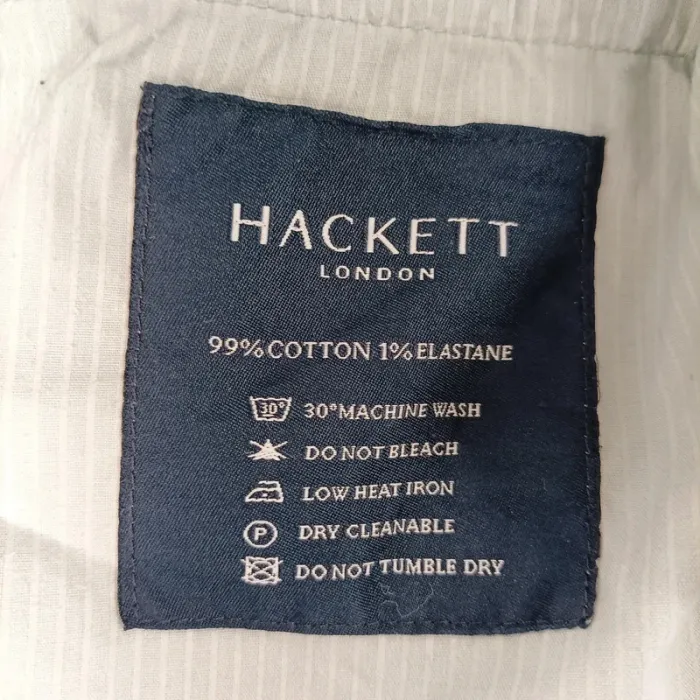 HACKETT
LONDON
99% COTTON 1% ELASTANE
30° 30° MACHINE WASH
DO NOT BLEACH
LOW HEAT IRON
P DRY CLEANABLE
DO NOT TUMBLE DRY